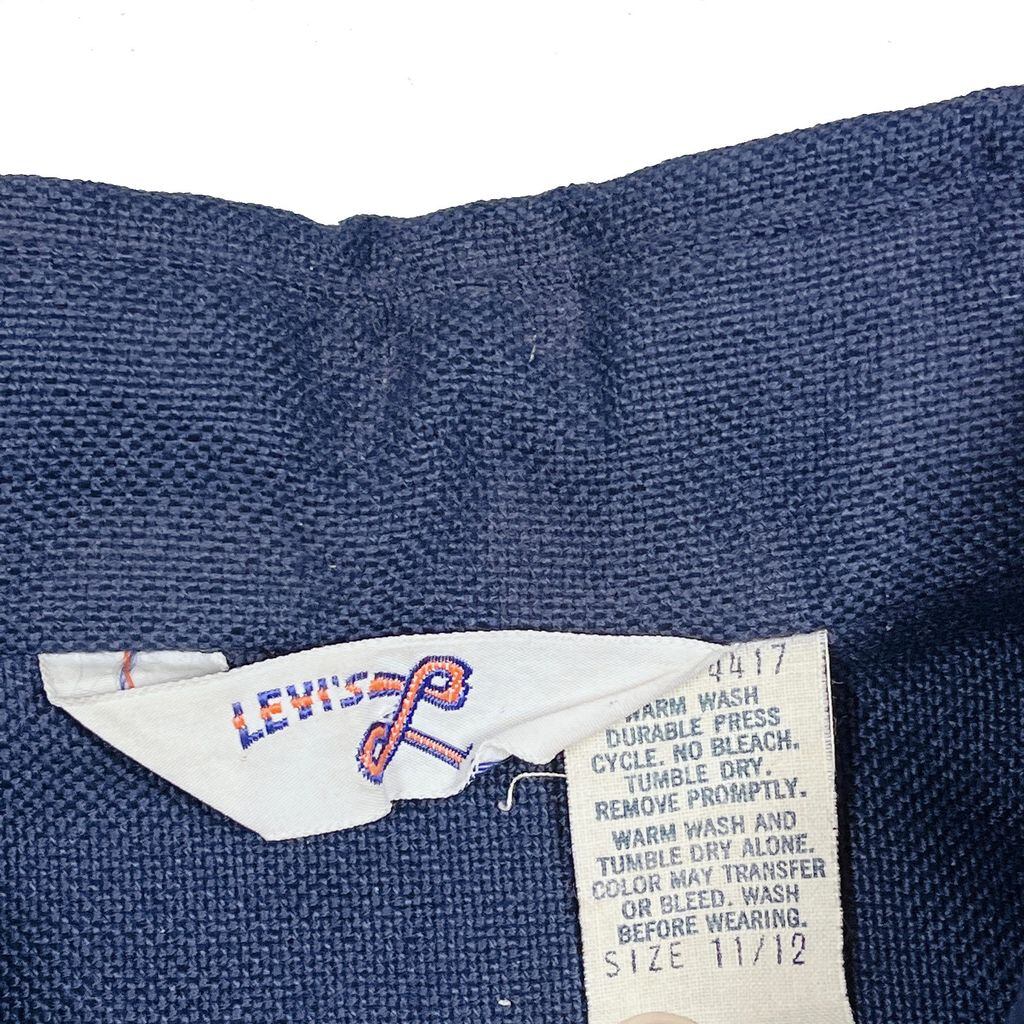 LEVI'S
L
4417
WARM WASH
DURABLE PRESS
CYCLE. NO BLEACH.
TUMBLE DRY.
REMOVE PROMPTLY.
WARM WASH AND
TUMBLE DRY ALONE.
COLOR MAY TRANSFER
OR BLEED. WASH
BEFORE WEARING.
SIZE 11/12